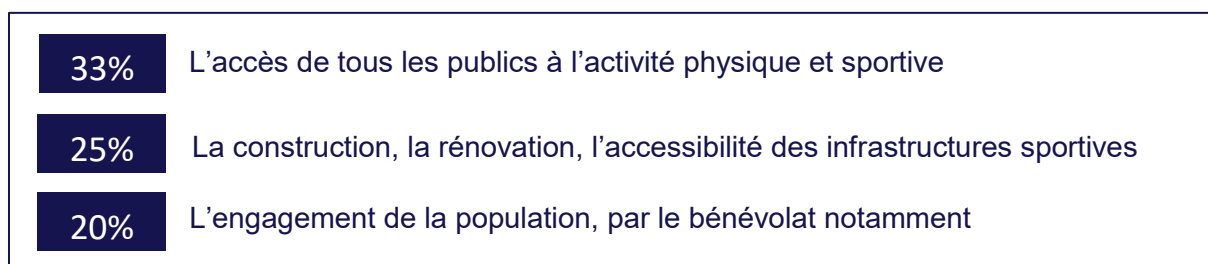 33% L’accès de tous les publics à l’activité physique et sportive
25% La construction, la rénovation, l’accessibilité des infrastructures sportives
20% L’engagement de la population, par le bénévolat notamment